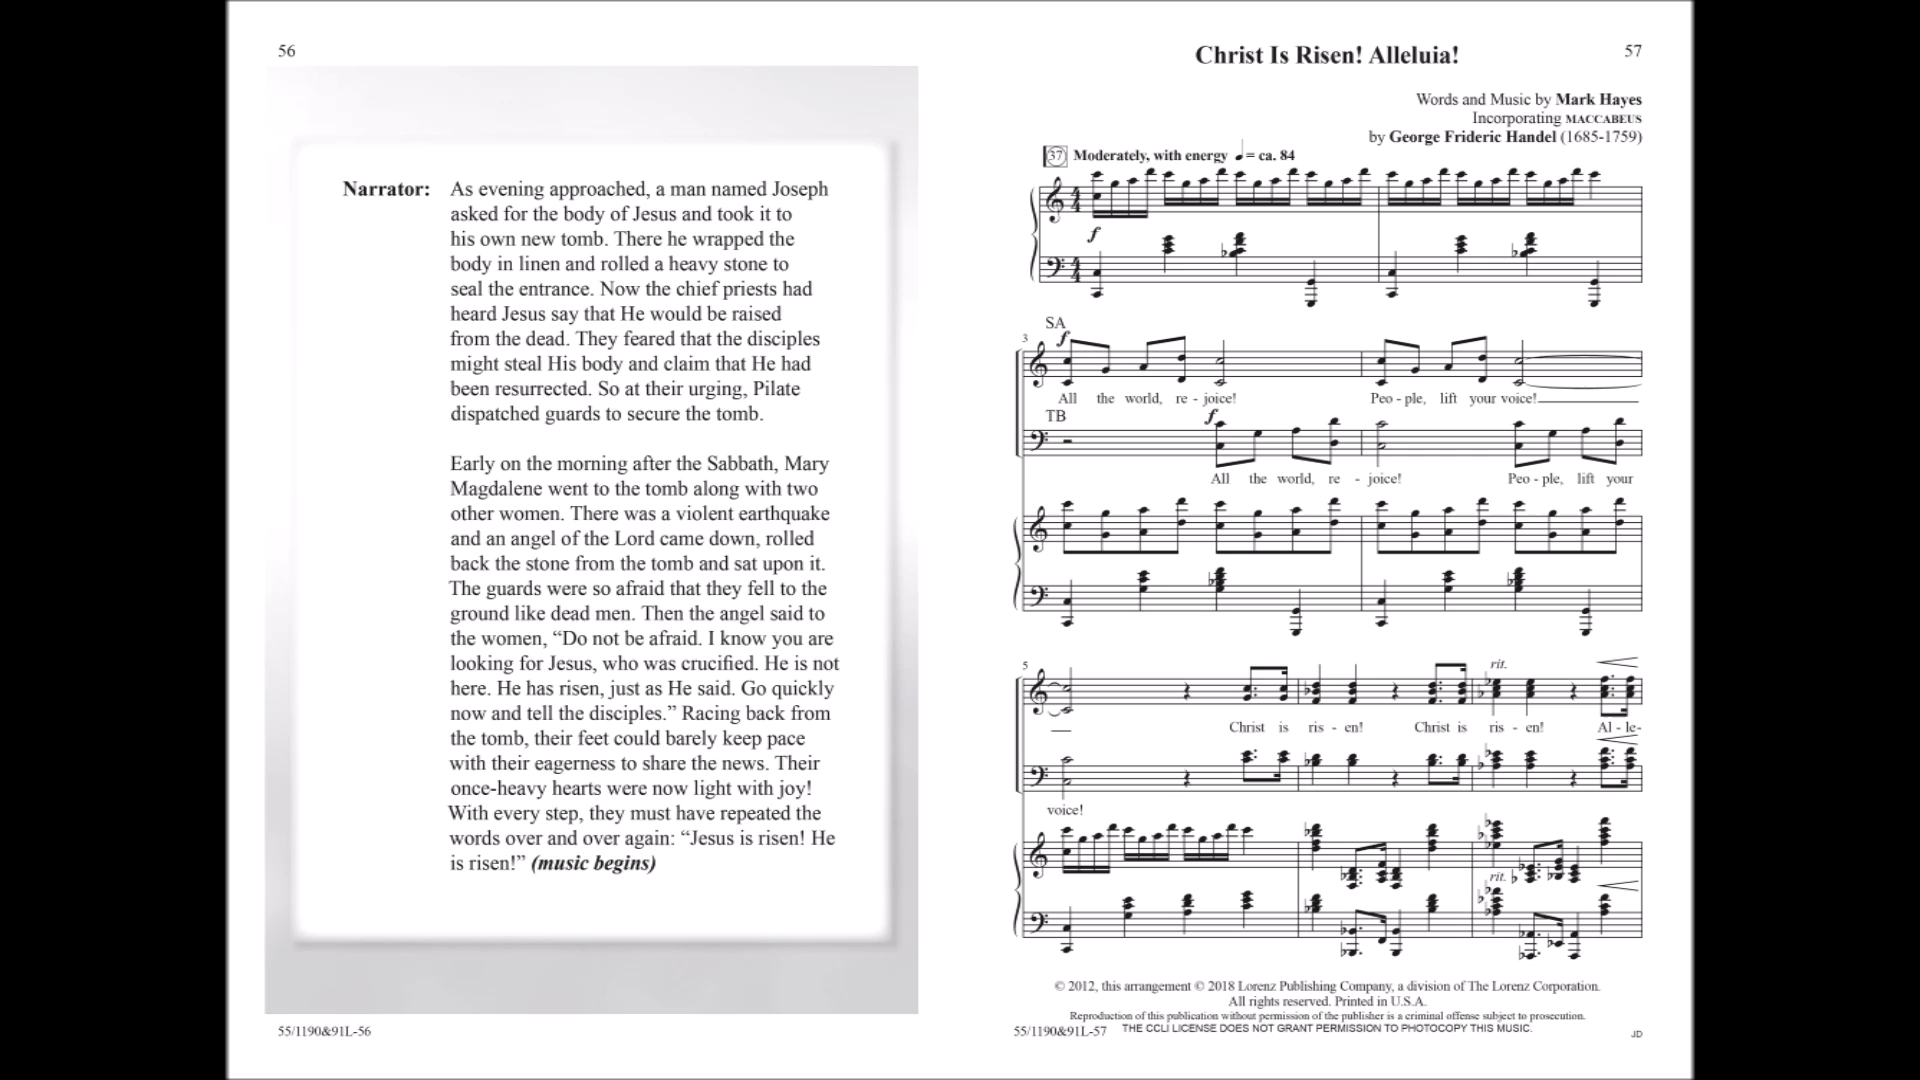 56
Narrator: As evening approached, a man named Joseph
asked for the body of Jesus and took it to
his own new tomb. There he wrapped the
body in linen and rolled a heavy stone to
seal the entrance. Now the chief priests had
heard Jesus say that He would be raised
from the dead. They feared that the disciples
might steal His body and claim that He had
been resurrected. So at their urging, Pilate
dispatched guards to secure the tomb.
Early on the morning after the Sabbath, Mary
Magdalene went to the tomb along with two
other women. There was a violent earthquake
and an angel of the Lord came down, rolled
back the stone from the tomb and sat upon it.
The guards were so afraid that they fell to the
ground like dead men. Then the angel said to
the women, “Do not be afraid. I know you are
looking for Jesus, who was crucified. He is not
here. He has risen, just as He said. Go quickly
now and tell the disciples.” Racing back from
the tomb, their feet could barely keep pace
with their eagerness to share the news. Their
once-heavy hearts were now light with joy!
With every step, they must have repeated the
words over and over again: “Jesus is risen! He
is risen!” (music begins)
55/1190&91L-56
Christ Is Risen! Alleluia!
57
Words and Music by Mark Hayes
Incorporating MACCABEUS
by George Frideric Handel (1685-1759)
37 Moderately, with energy ♩ = ca. 84
f
SA
3
f
All the world, re - joice! Peo - ple, lift your voice!
TB
f
All the world, re - joice! Peo - ple, lift your
5
rit.
Christ is ris - en! Christ is ris - en! Al - le-
voice!
rit.
© 2012, this arrangement © 2018 Lorenz Publishing Company, a division of The Lorenz Corporation.
All rights reserved. Printed in U.S.A.
Reproduction of this publication without permission of the publisher is a criminal offense subject to prosecution.
55/1190&91L-57 THE CCLI LICENSE DOES NOT GRANT PERMISSION TO PHOTOCOPY THIS MUSIC.
JD